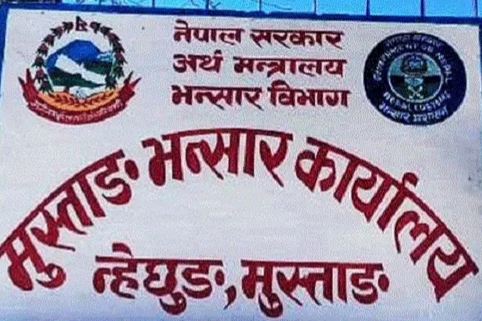 नेपाल सरकार
अर्थ मन्त्रालय
भन्सार विभाग
मुस्ताङ भन्सार कार्यालय
न्हेछुङ, मुस्ताङ